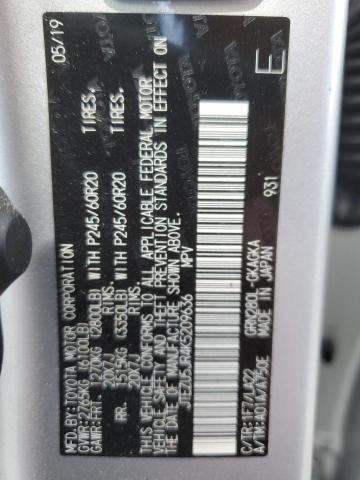 MFD. BY: TOYOTA MOTOR CORPORATION 05/19
GVWR: 2765KG (6100LB)
GAWR: FRT. 1270KG (2800LB) WITH P245/60R20 TIRES.
20X7J RIMS.
RR. 1515KG (3350LB) WITH P245/60R20 TIRES.
20X7J RIMS.
THIS VEHICLE CONFORMS TO ALL APPLICABLE FEDERAL MOTOR
VEHICLE SAFETY AND THEFT PREVENTION STANDARDS IN EFFECT ON
THE DATE OF MANUFACTURE SHOWN ABOVE.
MPV
E
C/TR: 1F7/LA22 GRN280L-GKAGKA
A/TM: A01A/A750E MADE IN JAPAN 931